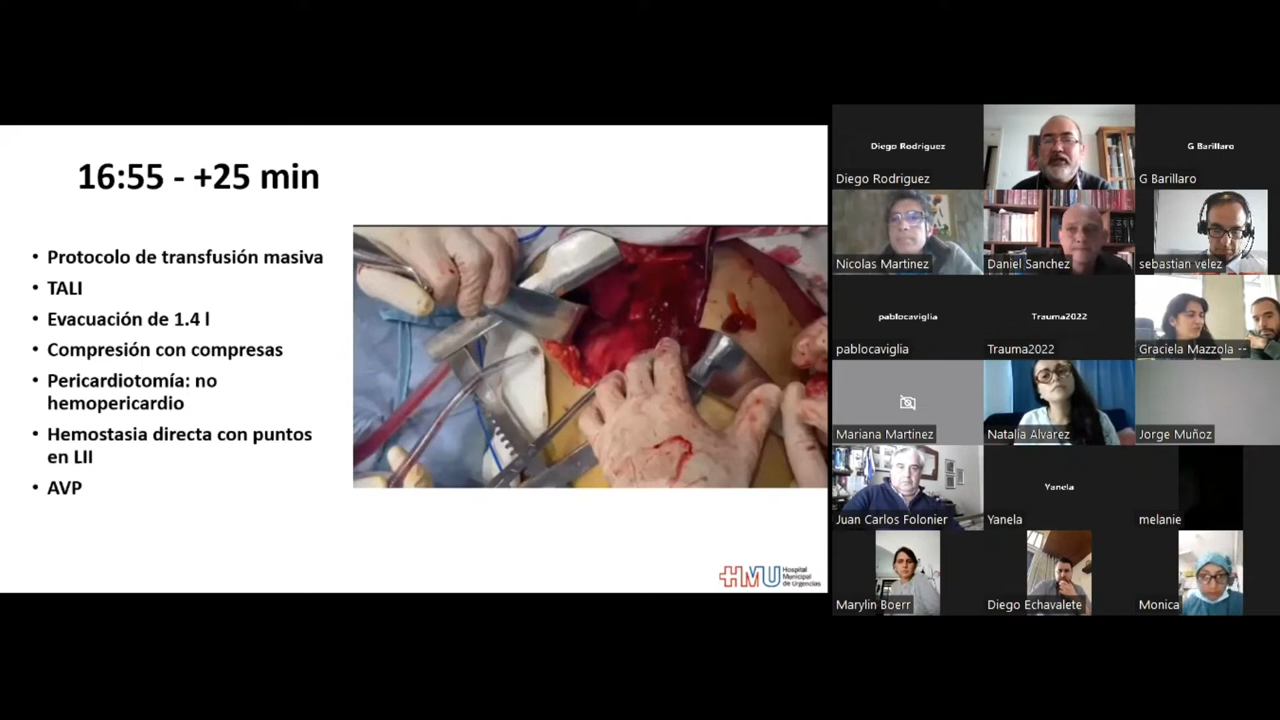 16:55 - +25 min
• Protocolo de transfusión masiva
• TALI
• Evacuación de 1.4 l
• Compresión con compresas
• Pericardiotomía: no
hemopericardio
• Hemostasia directa con puntos
en LII
• AVP
HMU Hospital
Municipal
de Urgencias
Diego Rodriguez
Diego Rodriguez
G Barillaro
G Barillaro
Nicolas Martinez
Daniel Sanchez
sebastian velez
pablocaviglia
pablocaviglia
Trauma2022
Trauma2022
Graciela Mazzola --
Mariana Martinez
Natalia Alvarez
Jorge Muñoz
Juan Carlos Folonier
Yanela
Yanela
melanie
Marylin Boerr
Diego Echavalete
Monica